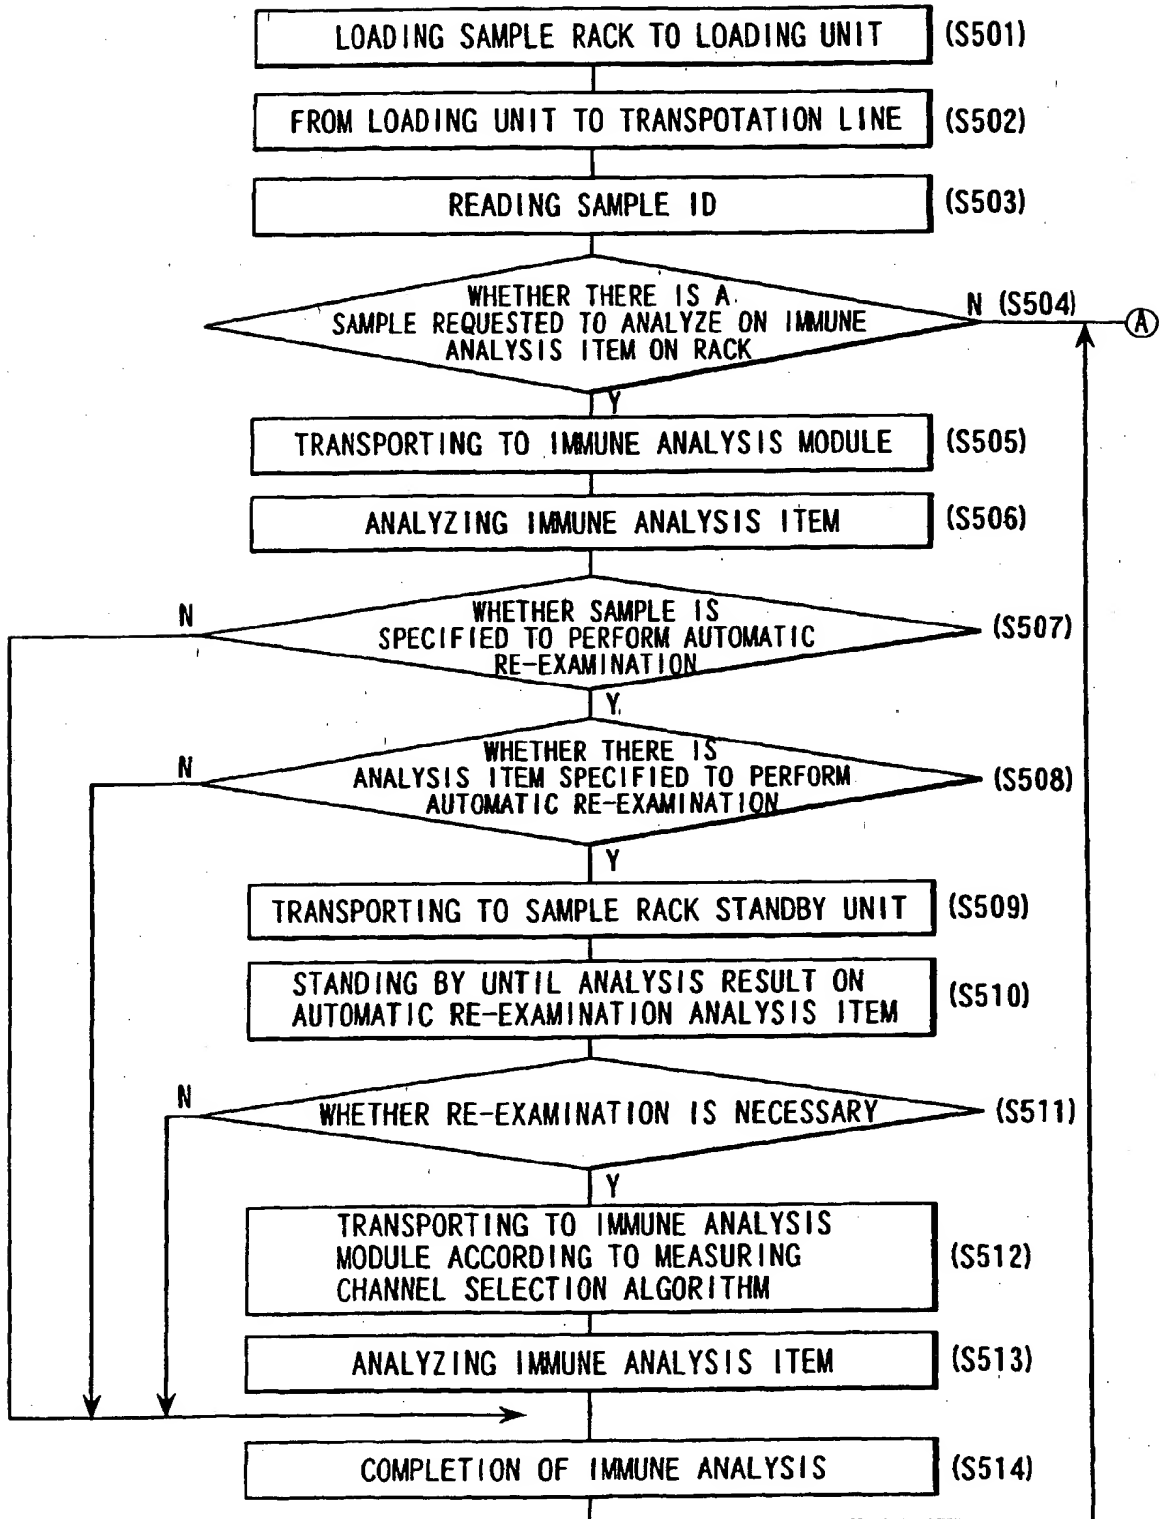 LOADING SAMPLE RACK TO LOADING UNIT (S501)
FROM LOADING UNIT TO TRANSPOTATION LINE (S502)
READING SAMPLE ID (S503)
WHETHER THERE IS A
SAMPLE REQUESTED TO ANALYZE ON IMMUNE
ANALYSIS ITEM ON RACK
N (S504)
A
Y
TRANSPORTING TO IMMUNE ANALYSIS MODULE (S505)
ANALYZING IMMUNE ANALYSIS ITEM (S506)
N
WHETHER SAMPLE IS
SPECIFIED TO PERFORM AUTOMATIC
RE-EXAMINATION
(S507)
Y
N
WHETHER THERE IS
ANALYSIS ITEM SPECIFIED TO PERFORM
AUTOMATIC RE-EXAMINATION
(S508)
Y
TRANSPORTING TO SAMPLE RACK STANDBY UNIT (S509)
STANDING BY UNTIL ANALYSIS RESULT ON
AUTOMATIC RE-EXAMINATION ANALYSIS ITEM
(S510)
N
WHETHER RE-EXAMINATION IS NECESSARY (S511)
Y
TRANSPORTING TO IMMUNE ANALYSIS
MODULE ACCORDING TO MEASURING
CHANNEL SELECTION ALGORITHM
(S512)
ANALYZING IMMUNE ANALYSIS ITEM (S513)
COMPLETION OF IMMUNE ANALYSIS (S514)